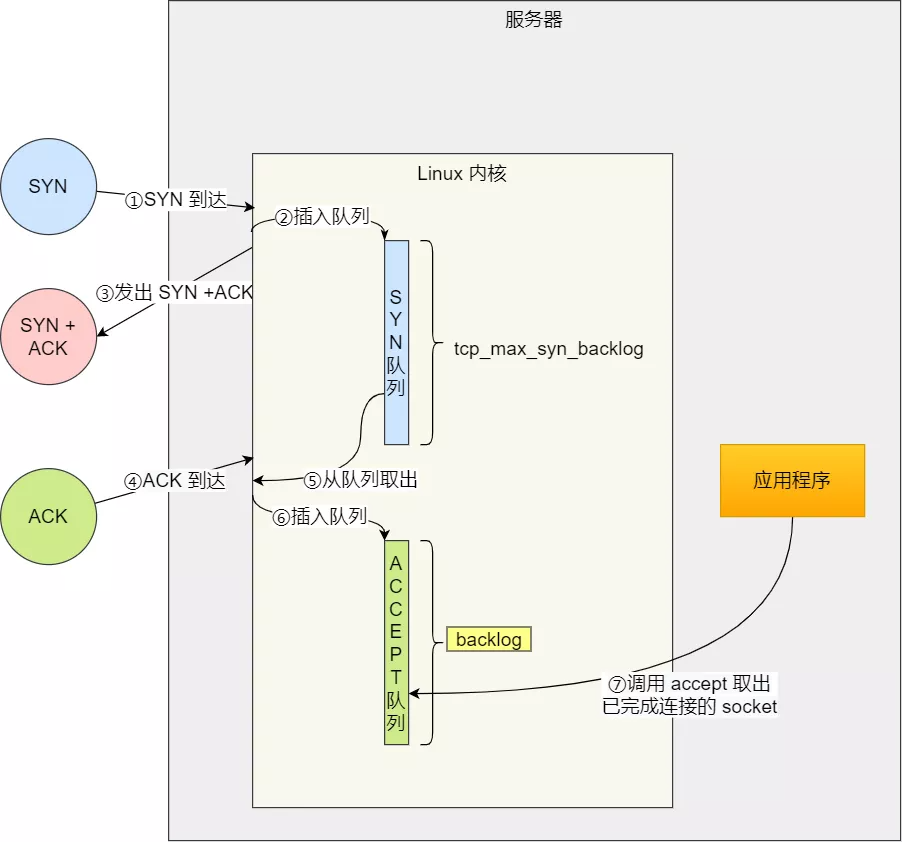 服务器
Linux 内核
SYN
①SYN 到达
②插入队列
③发出 SYN +ACK
SYN +
ACK
S
Y
N
队
列
tcp_max_syn_backlog
④ACK 到达
⑤从队列取出
应用程序
ACK
⑥插入队列
A
C
C
E
P
T
队
列
backlog
⑦调用 accept 取出
已完成连接的 socket